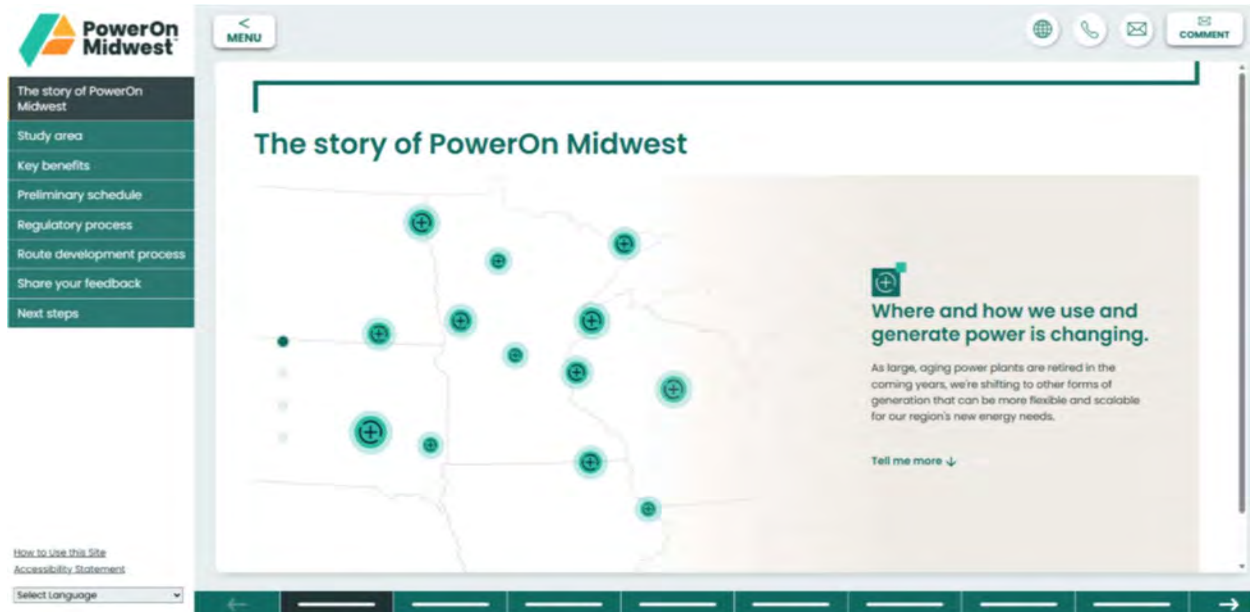 PowerOn
Midwest™
<
MENU
COMMENT
The story of PowerOn
Midwest
Study area
Key benefits
Preliminary schedule
Regulatory process
Route development process
Share your feedback
Next steps
How to Use this Site
Accessibility Statement
Select Language
The story of PowerOn Midwest
Where and how we use and
generate power is changing.
As large, aging power plants are retired in the
coming years, we're shifting to other forms of
generation that can be more flexible and scalable
for our region's new energy needs.
Tell me more ↓